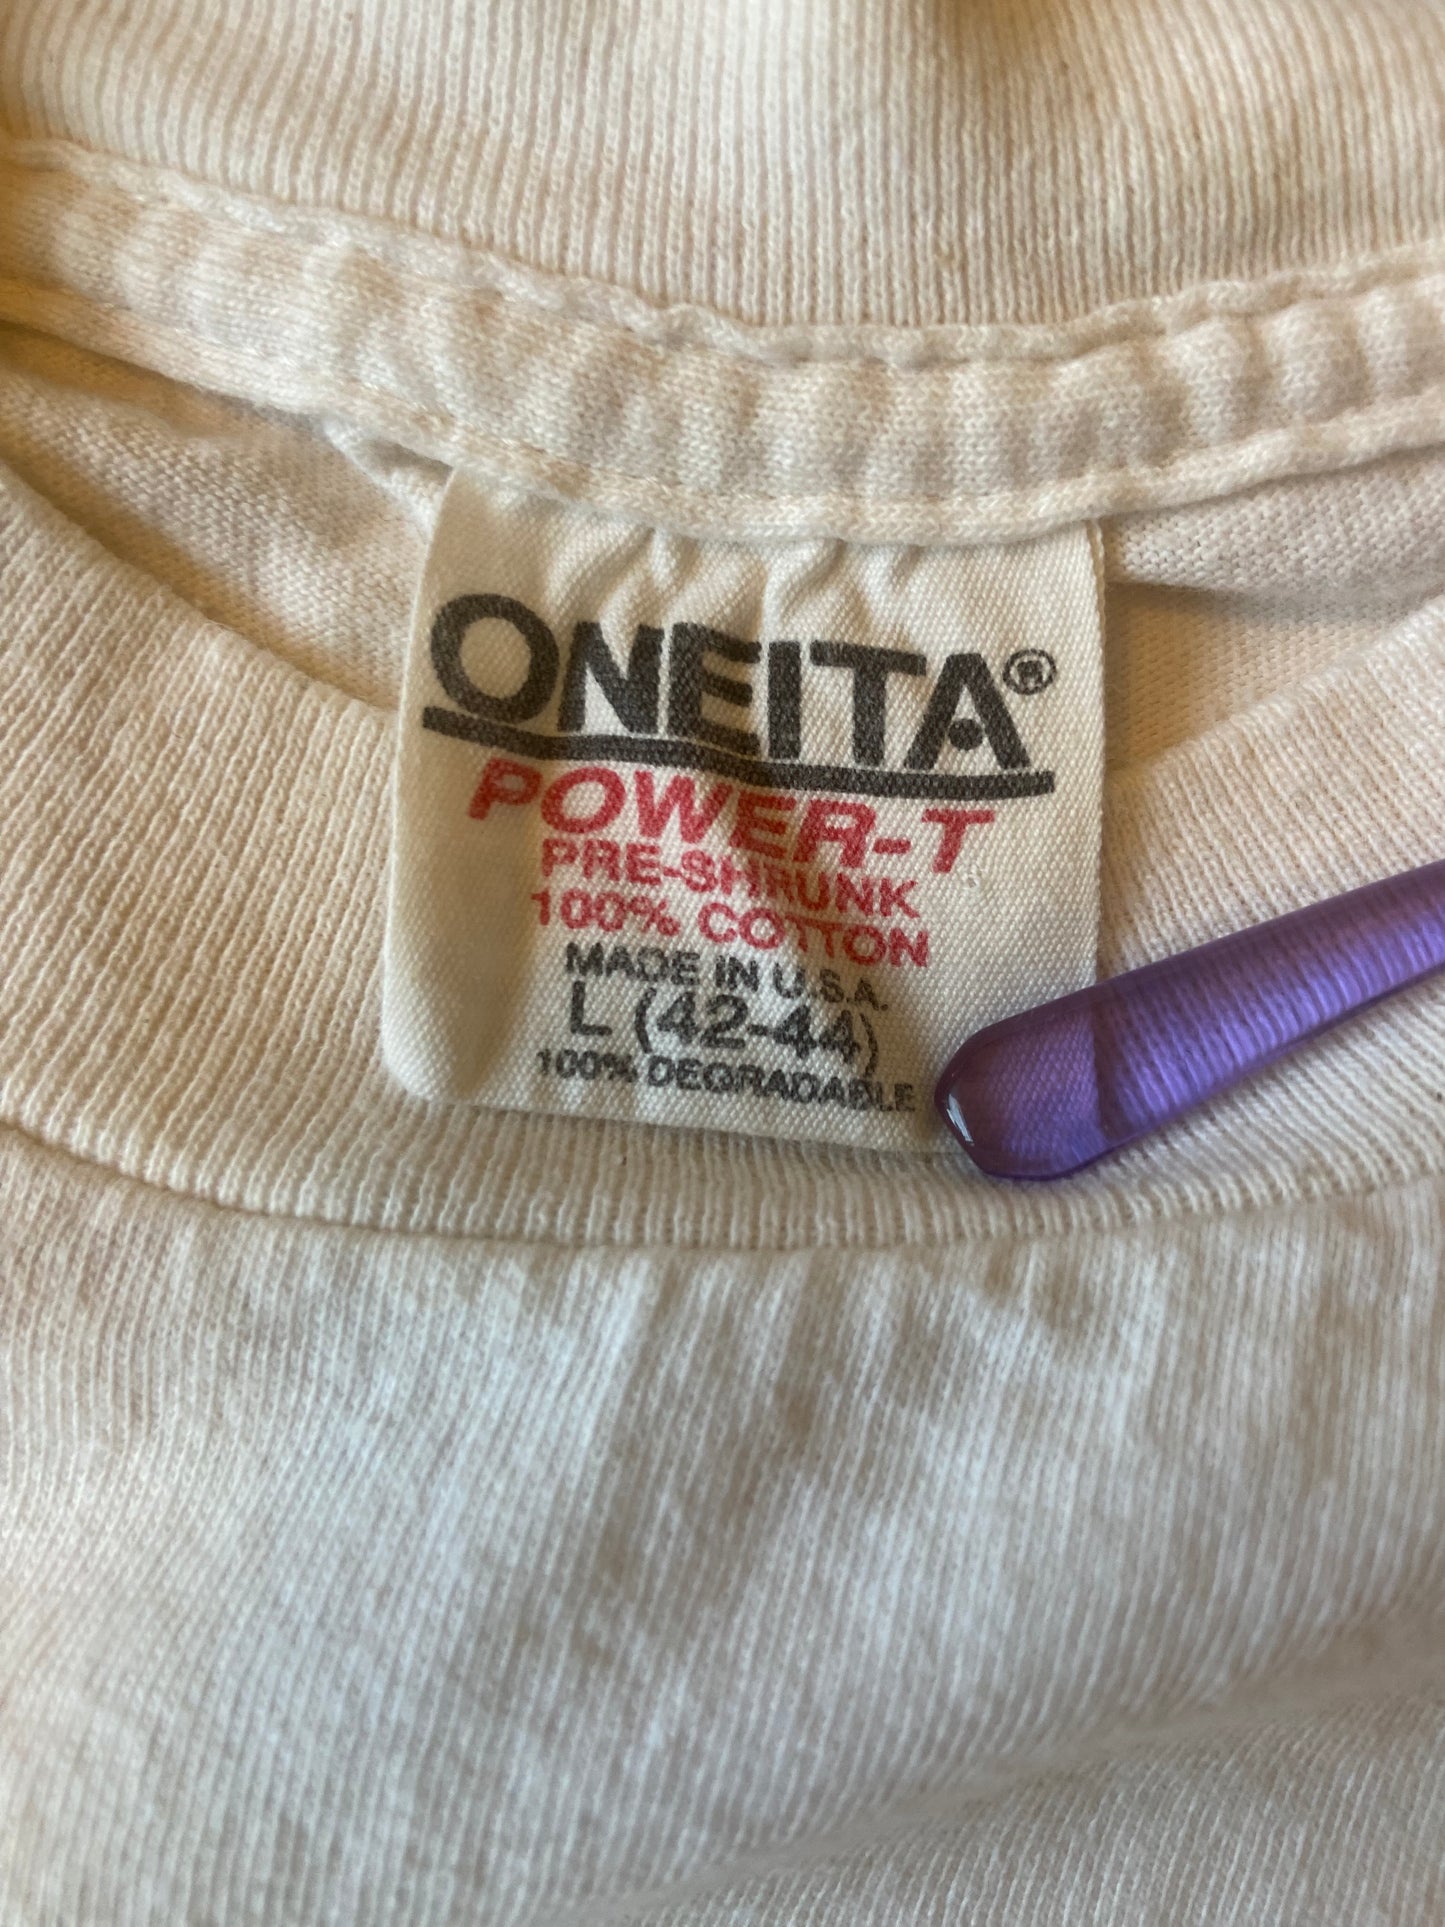 ONEITA®
POWER-T
PRE-SHRUNK
100% COTTON
MADE IN U.S.A.
L (42-44)
100% DEGRADABLE